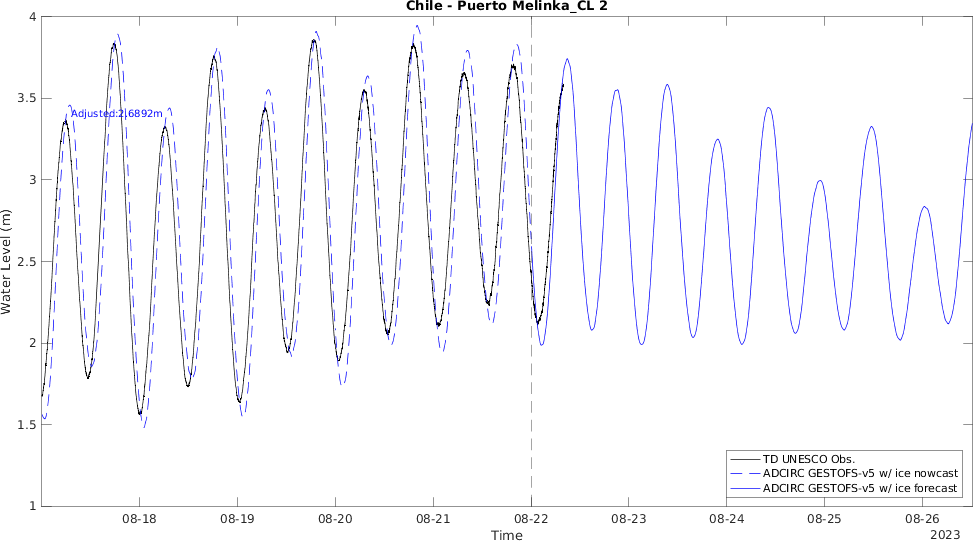 Chile - Puerto Melinka_CL 2
4
3.5
3
2.5
2
1.5
1
Water Level (m)
Adjusted:2.6892m
TD UNESCO Obs.
ADCIRC GESTOFS-v5 w/ ice nowcast
ADCIRC GESTOFS-v5 w/ ice forecast
08-18 08-19 08-20 08-21 08-22 08-23 08-24 08-25 08-26
Time
2023